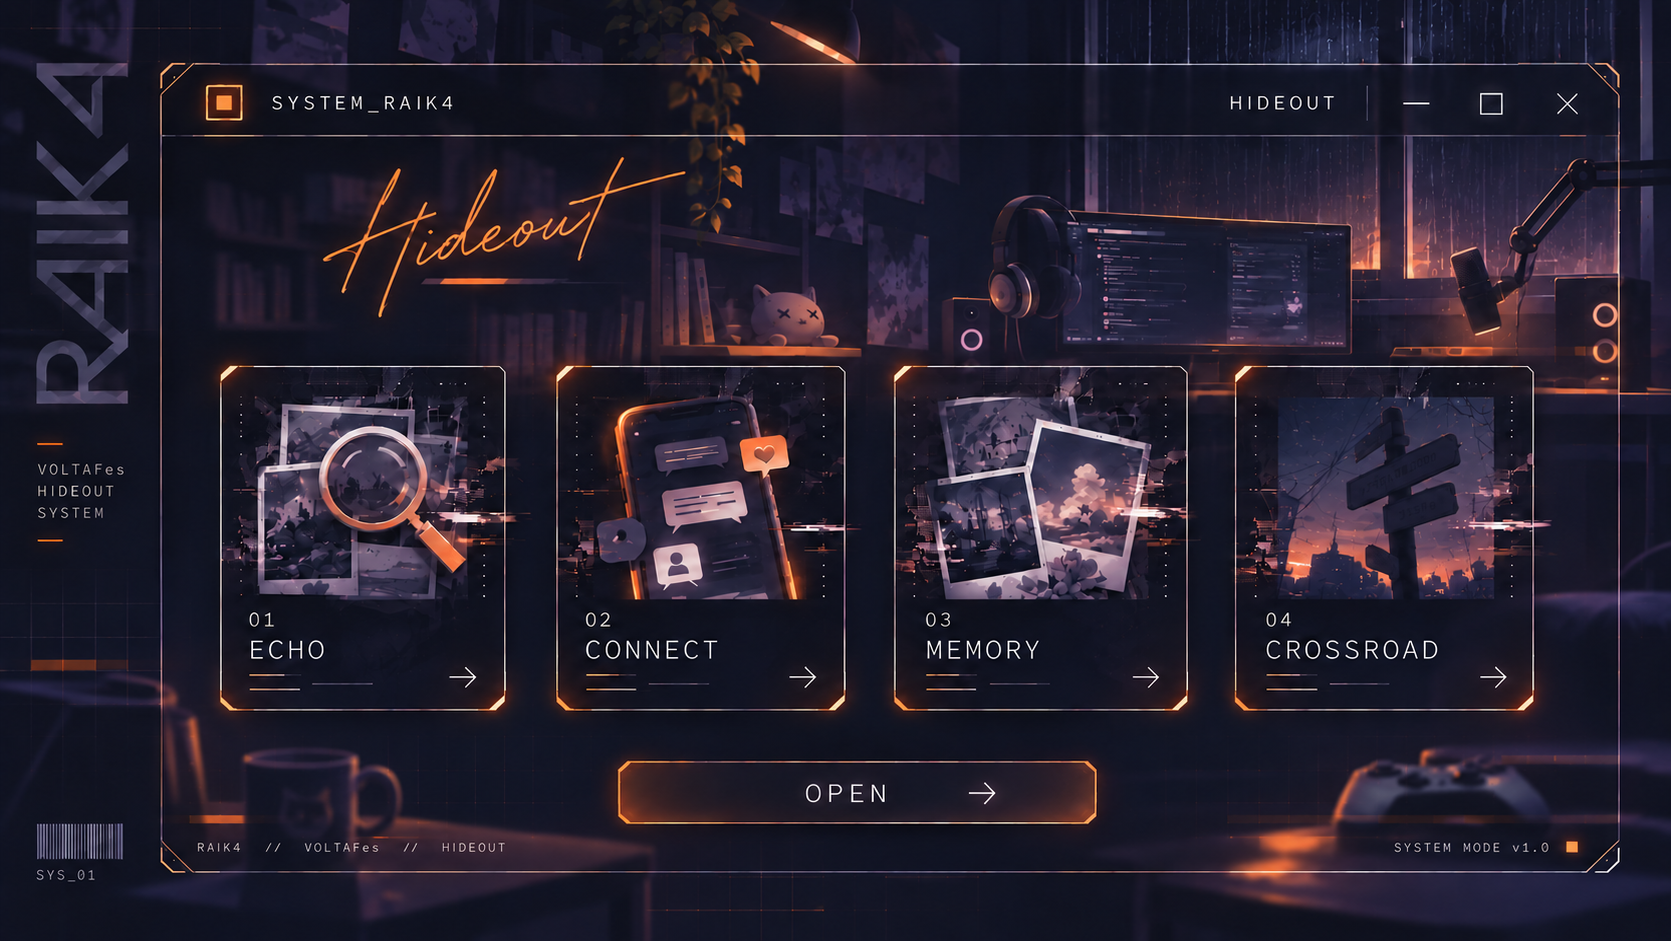 RAIK4
VOLTAFes
HIDEOUT
SYSTEM
SYS_01
SYSTEM_RAIK4
HIDEOUT
Hideout
01
ECHO
02
CONNECT
03
MEMORY
04
CROSSROAD
OPEN
RAIK4 // VOLTAFes // HIDEOUT
SYSTEM MODE v1.0